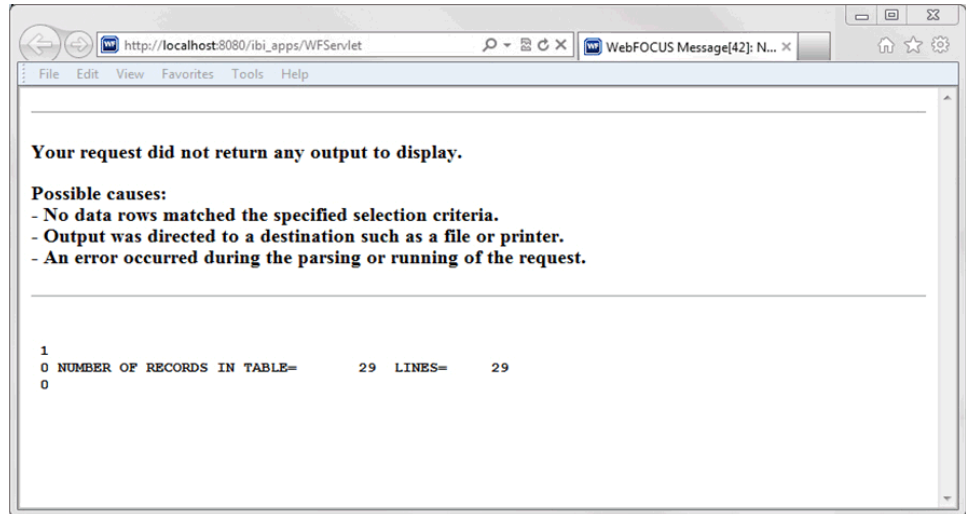 http://localhost:8080/ibi_apps/WFServlet
WF WebFOCUS Message[42]: N...
File Edit View Favorites Tools Help
Your request did not return any output to display.
Possible causes:
- No data rows matched the specified selection criteria.
- Output was directed to a destination such as a file or printer.
- An error occurred during the parsing or running of the request.
1
0 NUMBER OF RECORDS IN TABLE= 29 LINES= 29
0